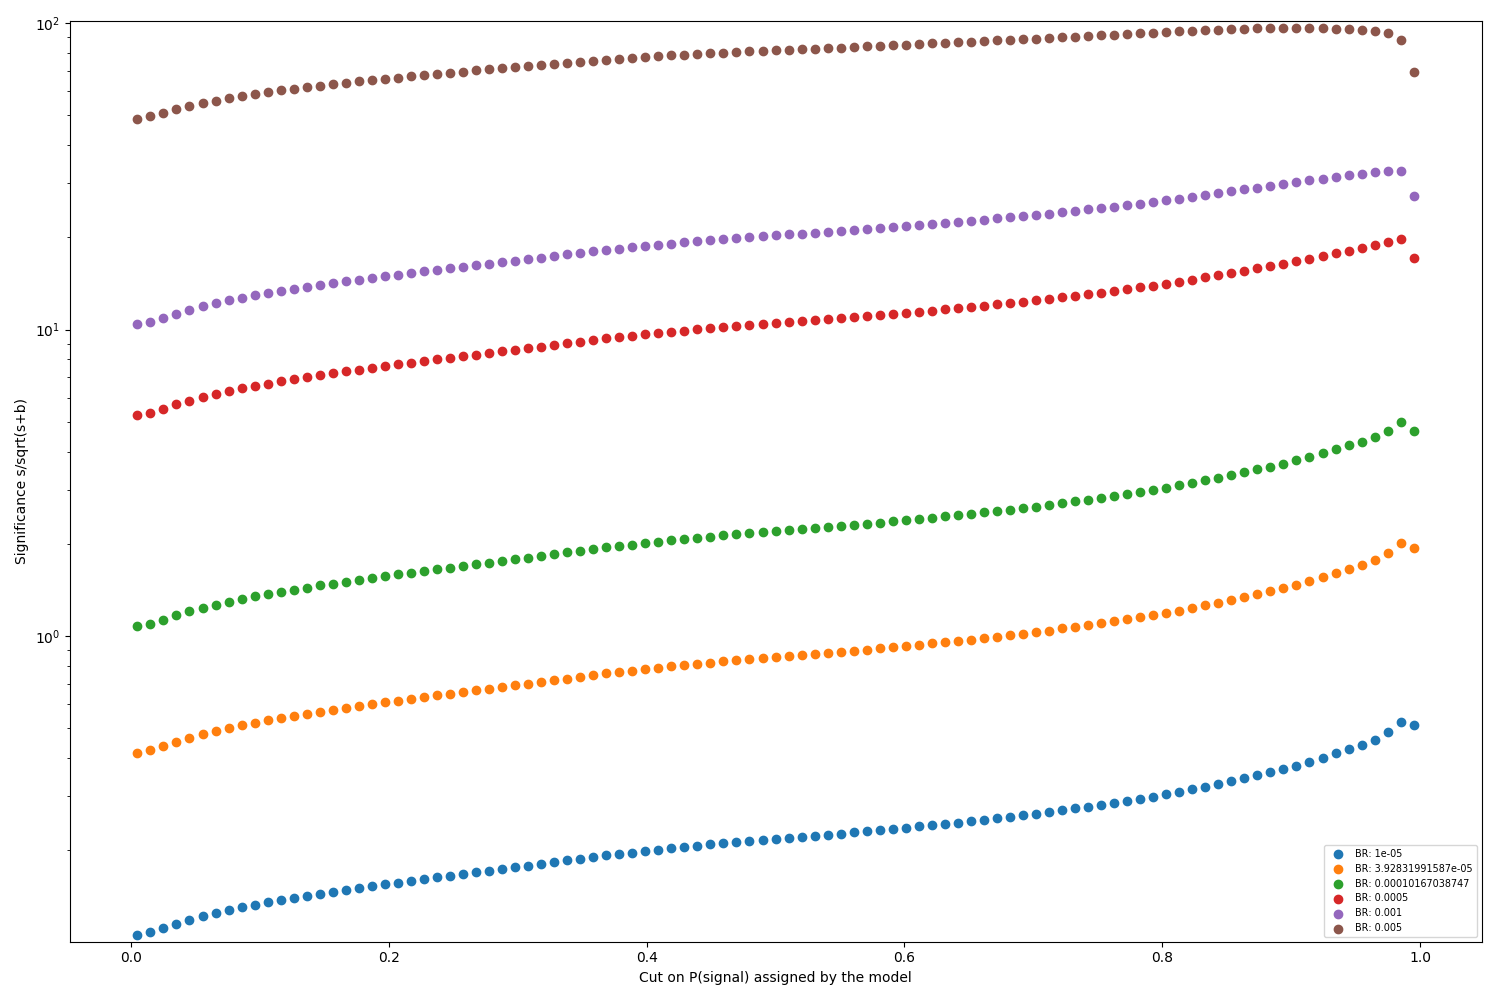 10²
10¹
10⁰
Significance s/sqrt(s+b)
0.0 0.2 0.4 0.6 0.8 1.0
Cut on P(signal) assigned by the model
BR: 1e-05
BR: 3.92831991587e-05
BR: 0.00010167038747
BR: 0.0005
BR: 0.001
BR: 0.005